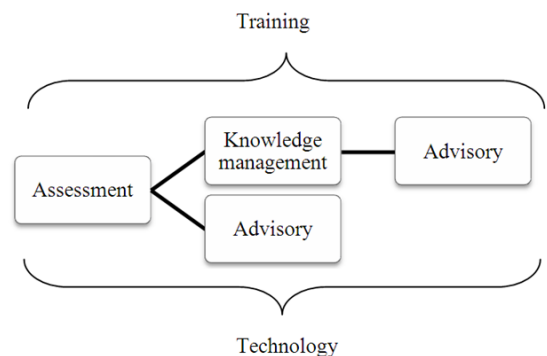 Training
Knowledge
management
Advisory
Assessment
Advisory
Technology